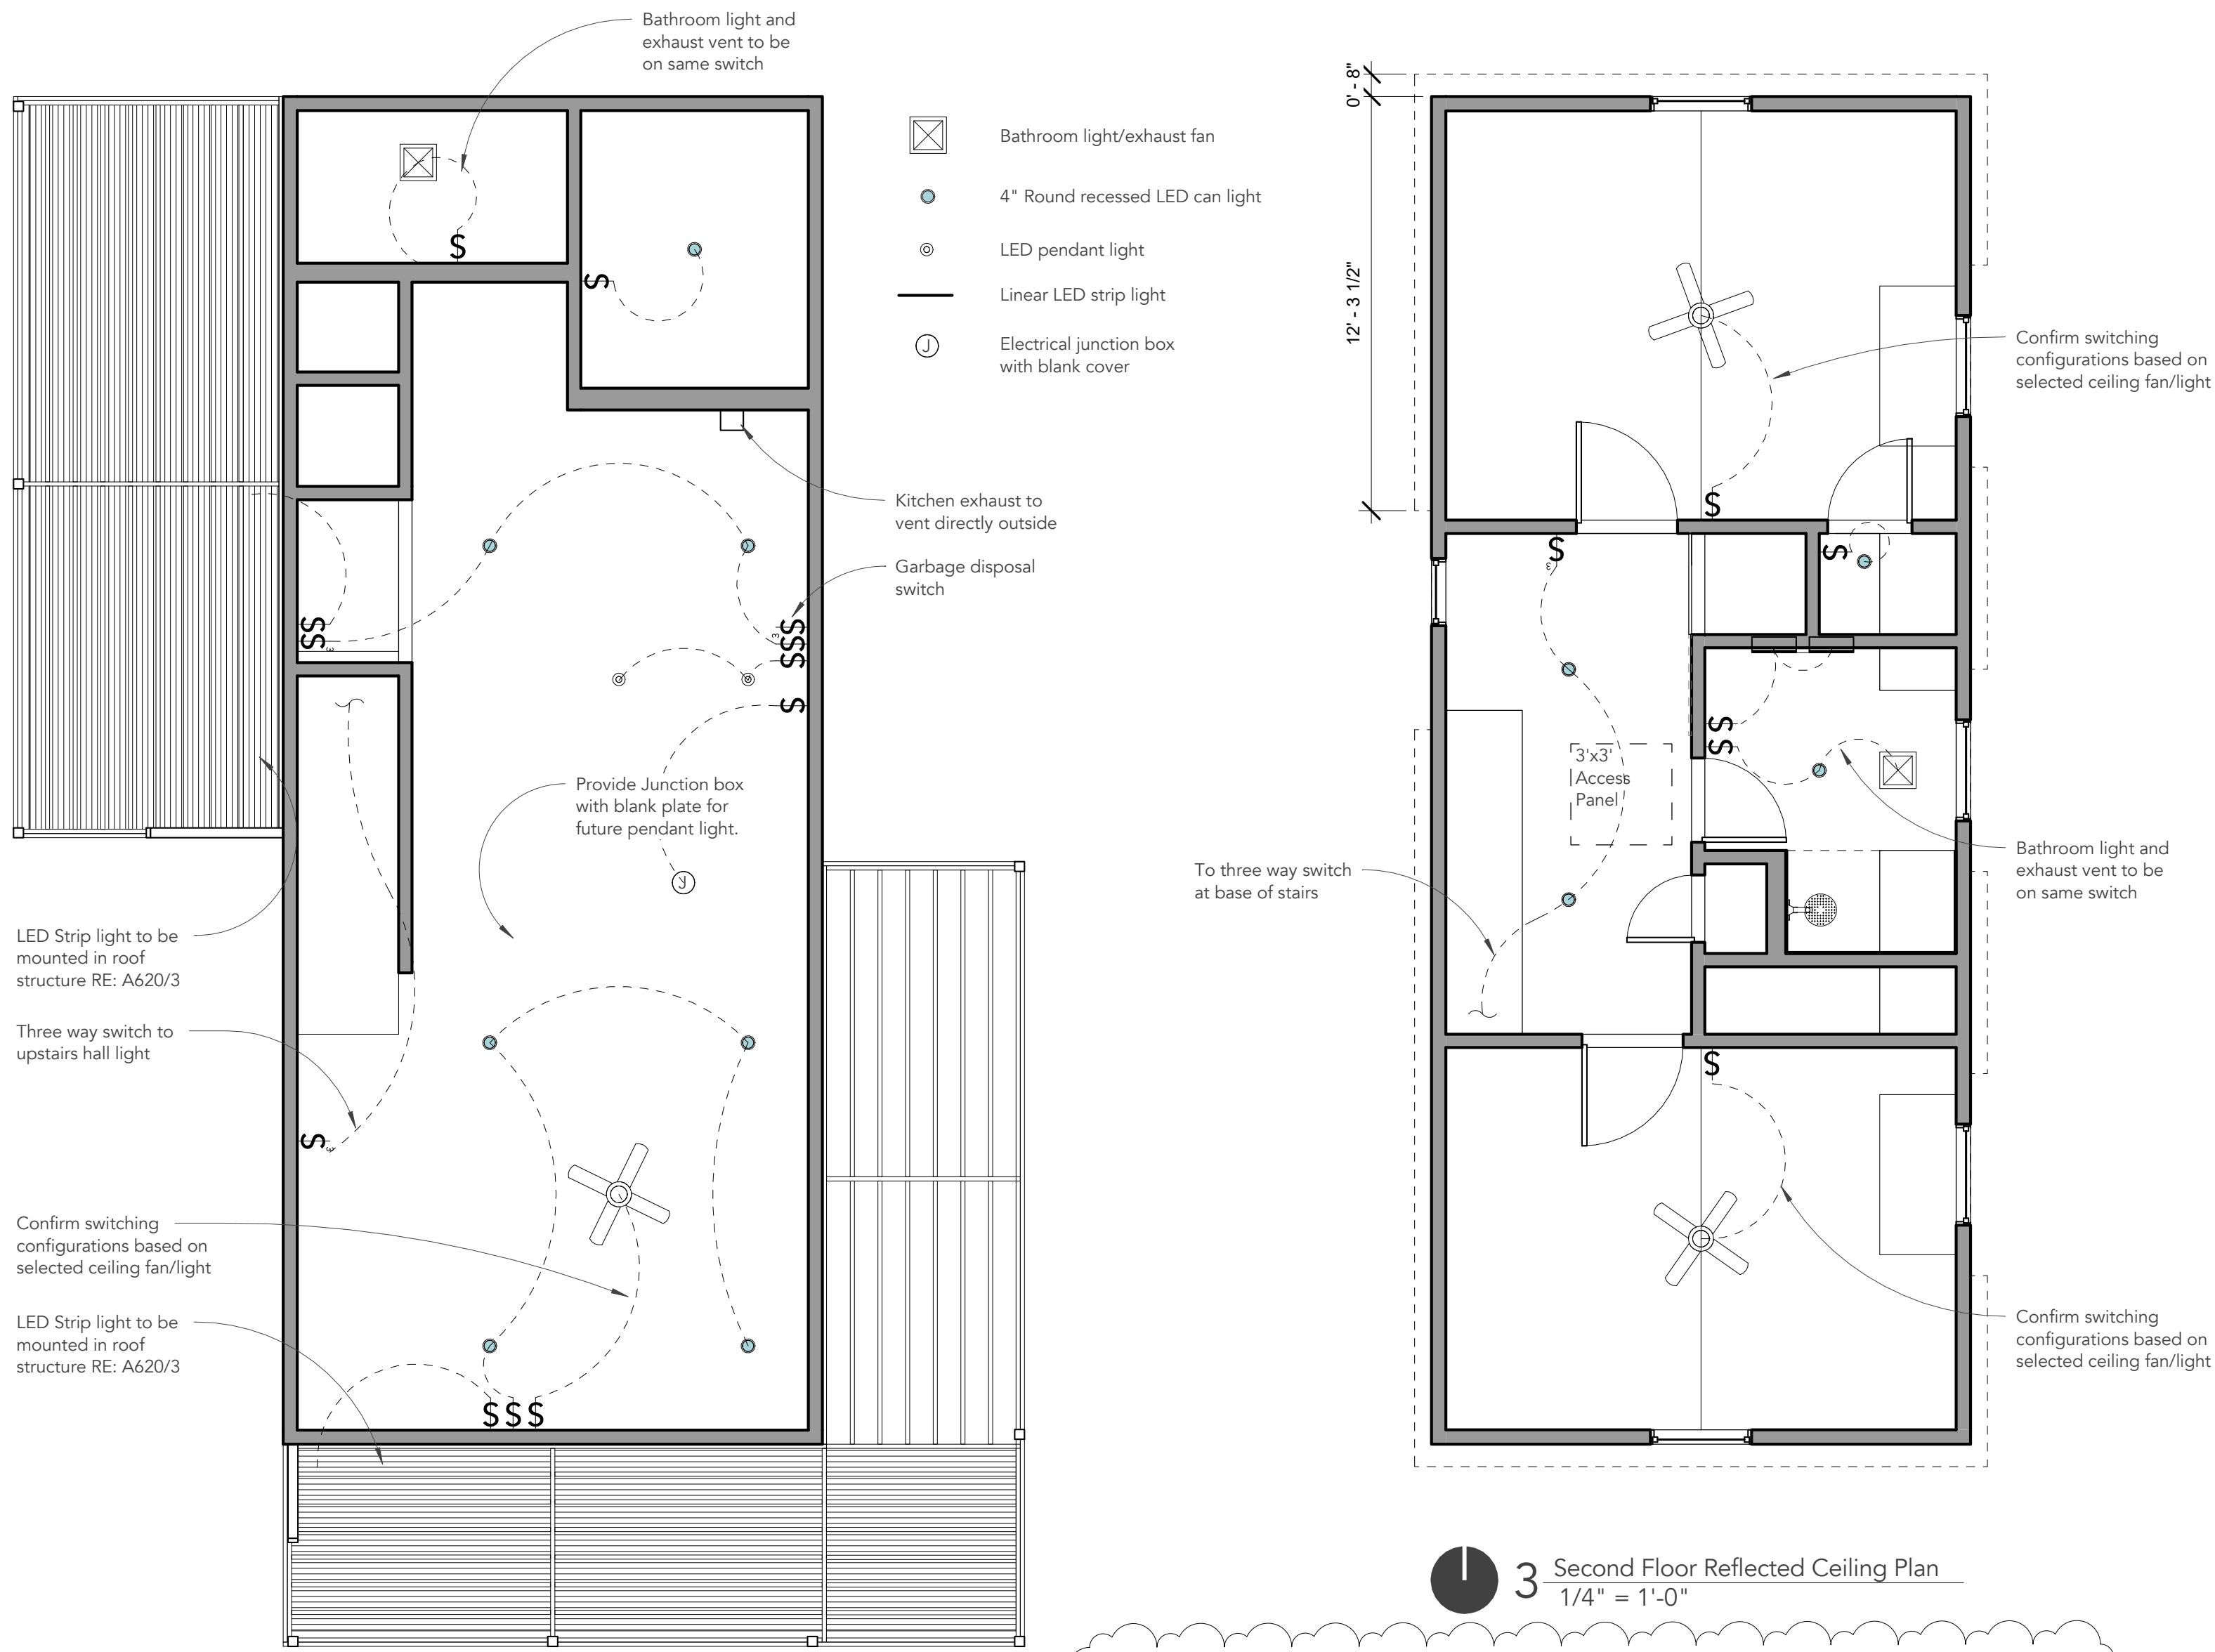 Bathroom light and
exhaust vent to be
on same switch
Bathroom light/exhaust fan
4" Round recessed LED can light
LED pendant light
Linear LED strip light
J
Electrical junction box
with blank cover
Kitchen exhaust to
vent directly outside
Garbage disposal
switch
$
$
$$
3
$$$
3
$
Provide Junction box
with blank plate for
future pendant light.
J
LED Strip light to be
mounted in roof
structure RE: A620/3
Three way switch to
upstairs hall light
$
3
Confirm switching
configurations based on
selected ceiling fan/light
LED Strip light to be
mounted in roof
structure RE: A620/3
$$$
0' - 8"
12' - 3 1/2"
Confirm switching
configurations based on
selected ceiling fan/light
$
$
3
$
$
$
3'x3'
Access
Panel
To three way switch
at base of stairs
Bathroom light and
exhaust vent to be
on same switch
$
Confirm switching
configurations based on
selected ceiling fan/light
3 Second Floor Reflected Ceiling Plan
1/4" = 1'-0"